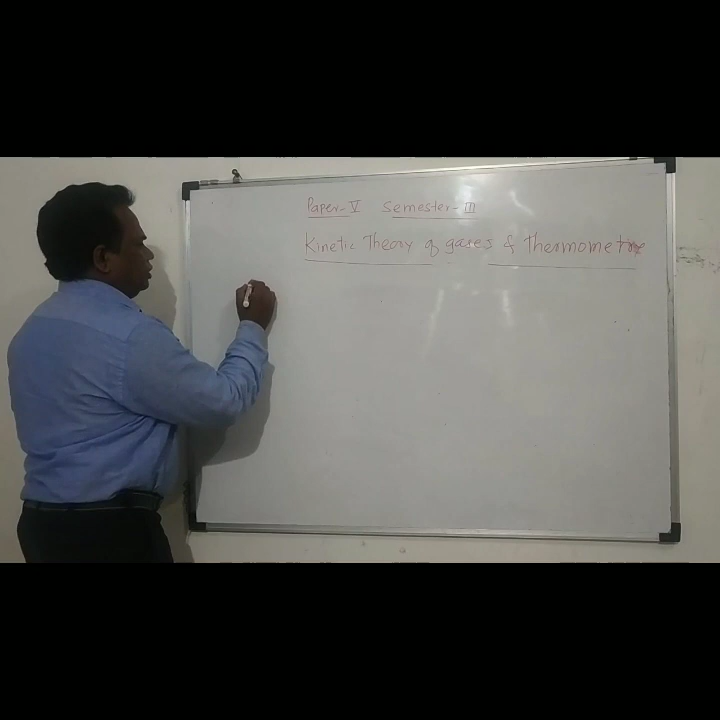 Paper-V Semester-III
Kinetic Theory of gases & Thermometry